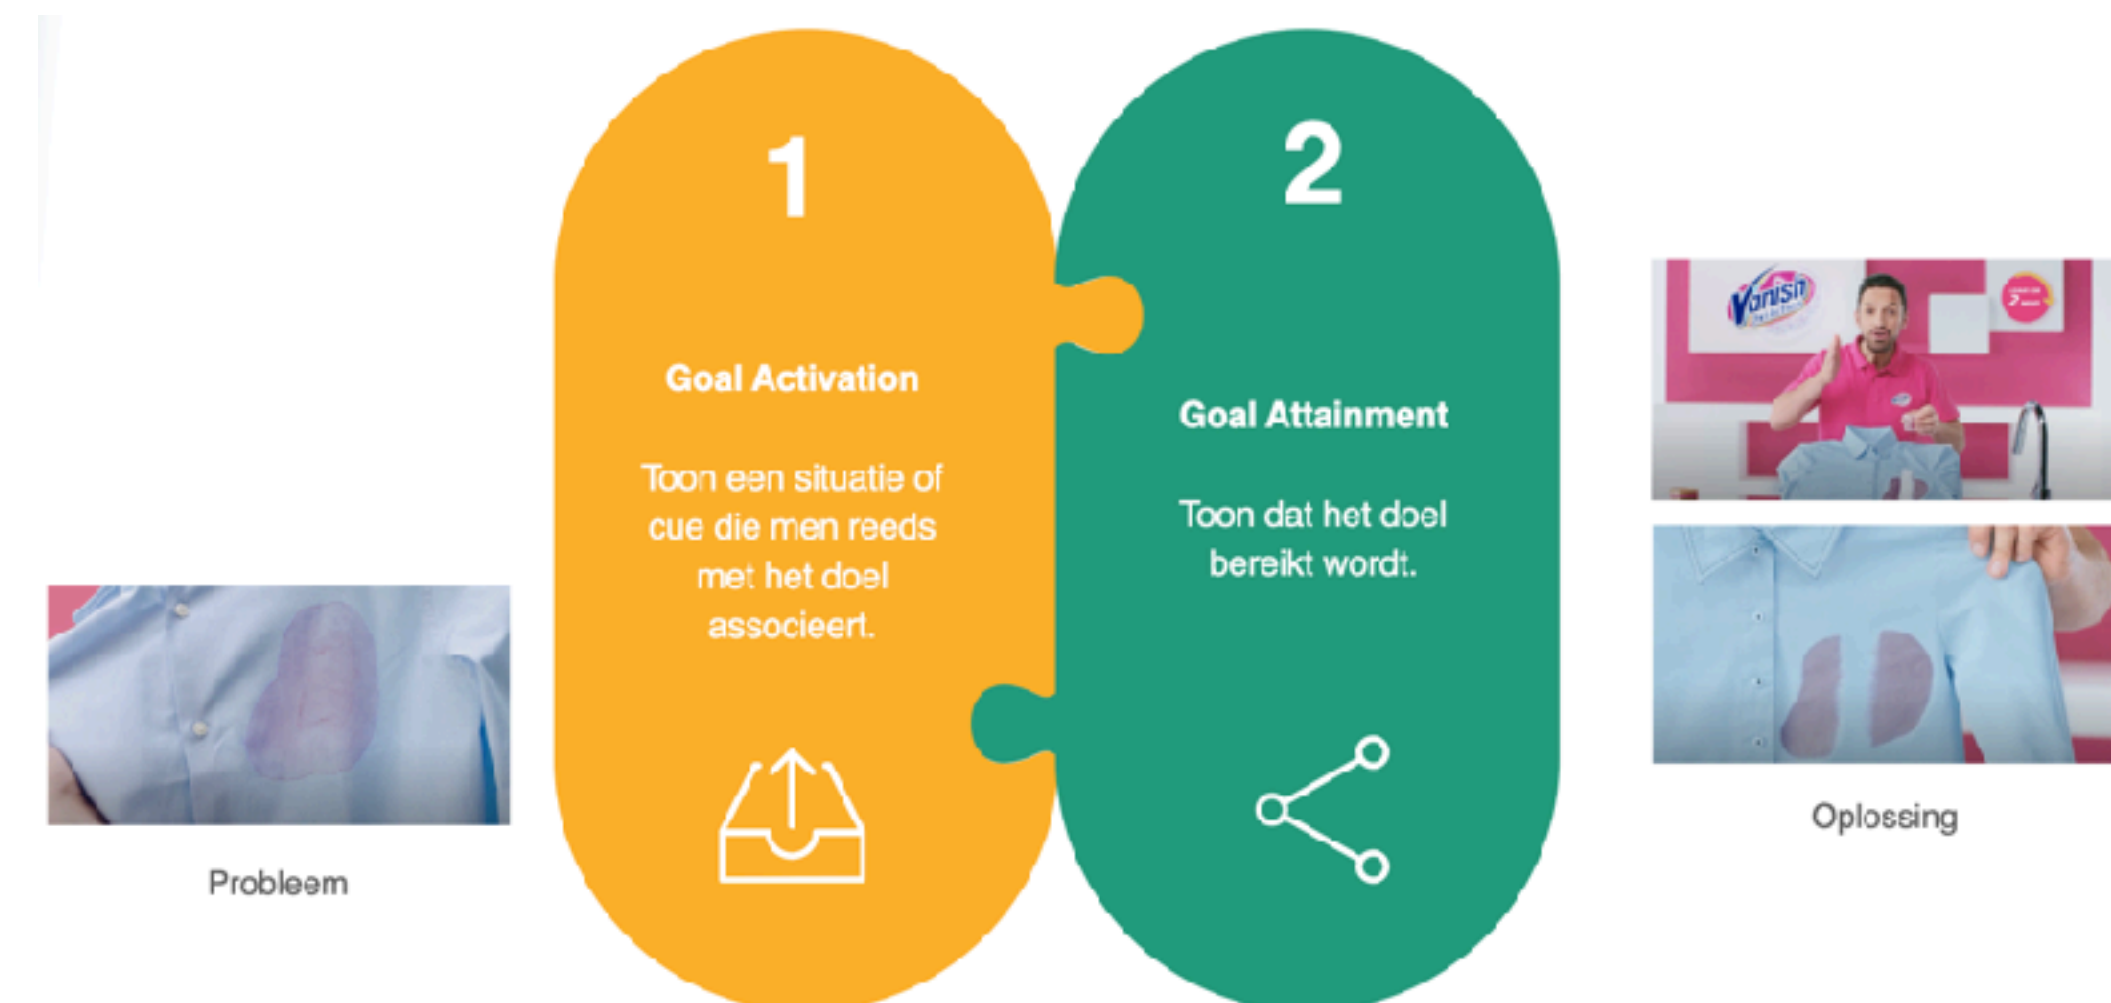 1
Goal Activation
Toon een situatie of
cue die men reeds
met het doel
associeert.
Probleem
2
Goal Attainment
Toon dat het doel
bereikt wordt.
Vanish
Oplossing